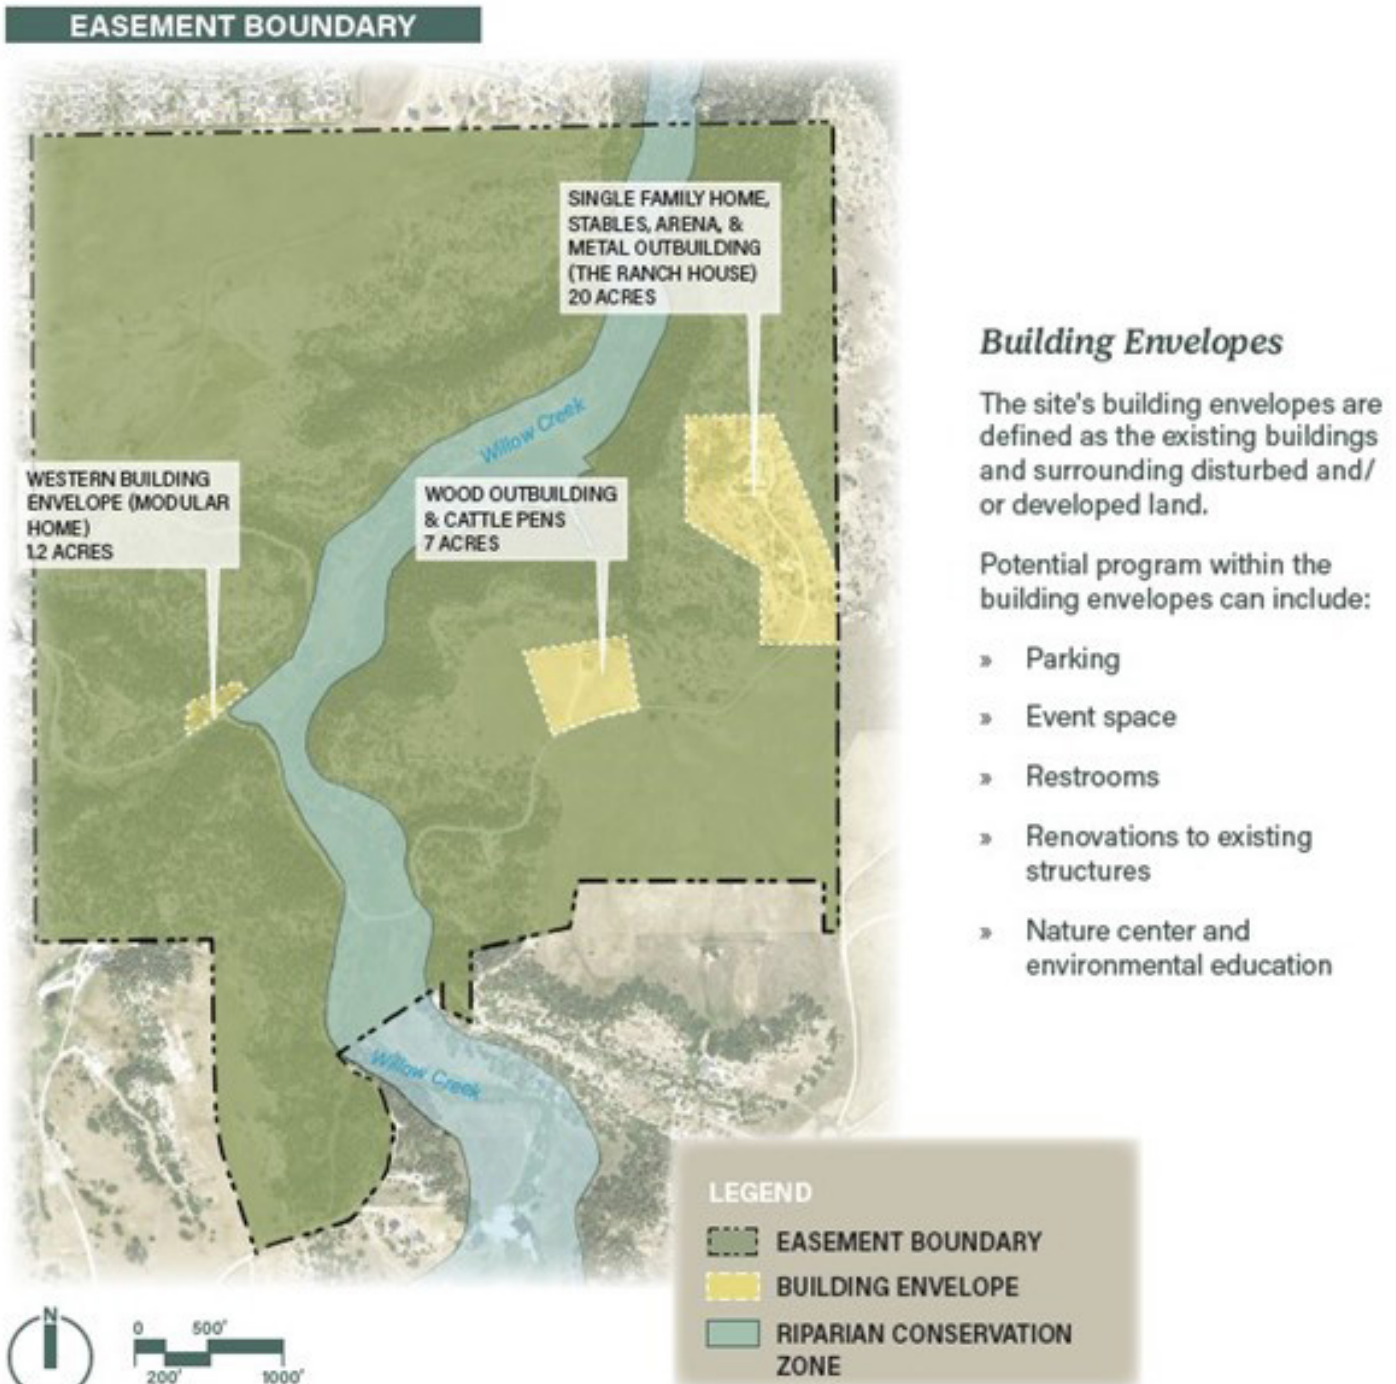 EASEMENT BOUNDARY
SINGLE FAMILY HOME,
STABLES, ARENA, &
METAL OUTBUILDING
(THE RANCH HOUSE)
20 ACRES
Willow Creek
WESTERN BUILDING
ENVELOPE (MODULAR
HOME)
1.2 ACRES
WOOD OUTBUILDING
& CATTLE PENS
7 ACRES
Willow Creek
Building Envelopes
The site's building envelopes are
defined as the existing buildings
and surrounding disturbed and/
or developed land.
Potential program within the
building envelopes can include:
» Parking
» Event space
» Restrooms
» Renovations to existing
structures
» Nature center and
environmental education
LEGEND
EASEMENT BOUNDARY
BUILDING ENVELOPE
RIPARIAN CONSERVATION
ZONE
N
0 500'
200' 1000'